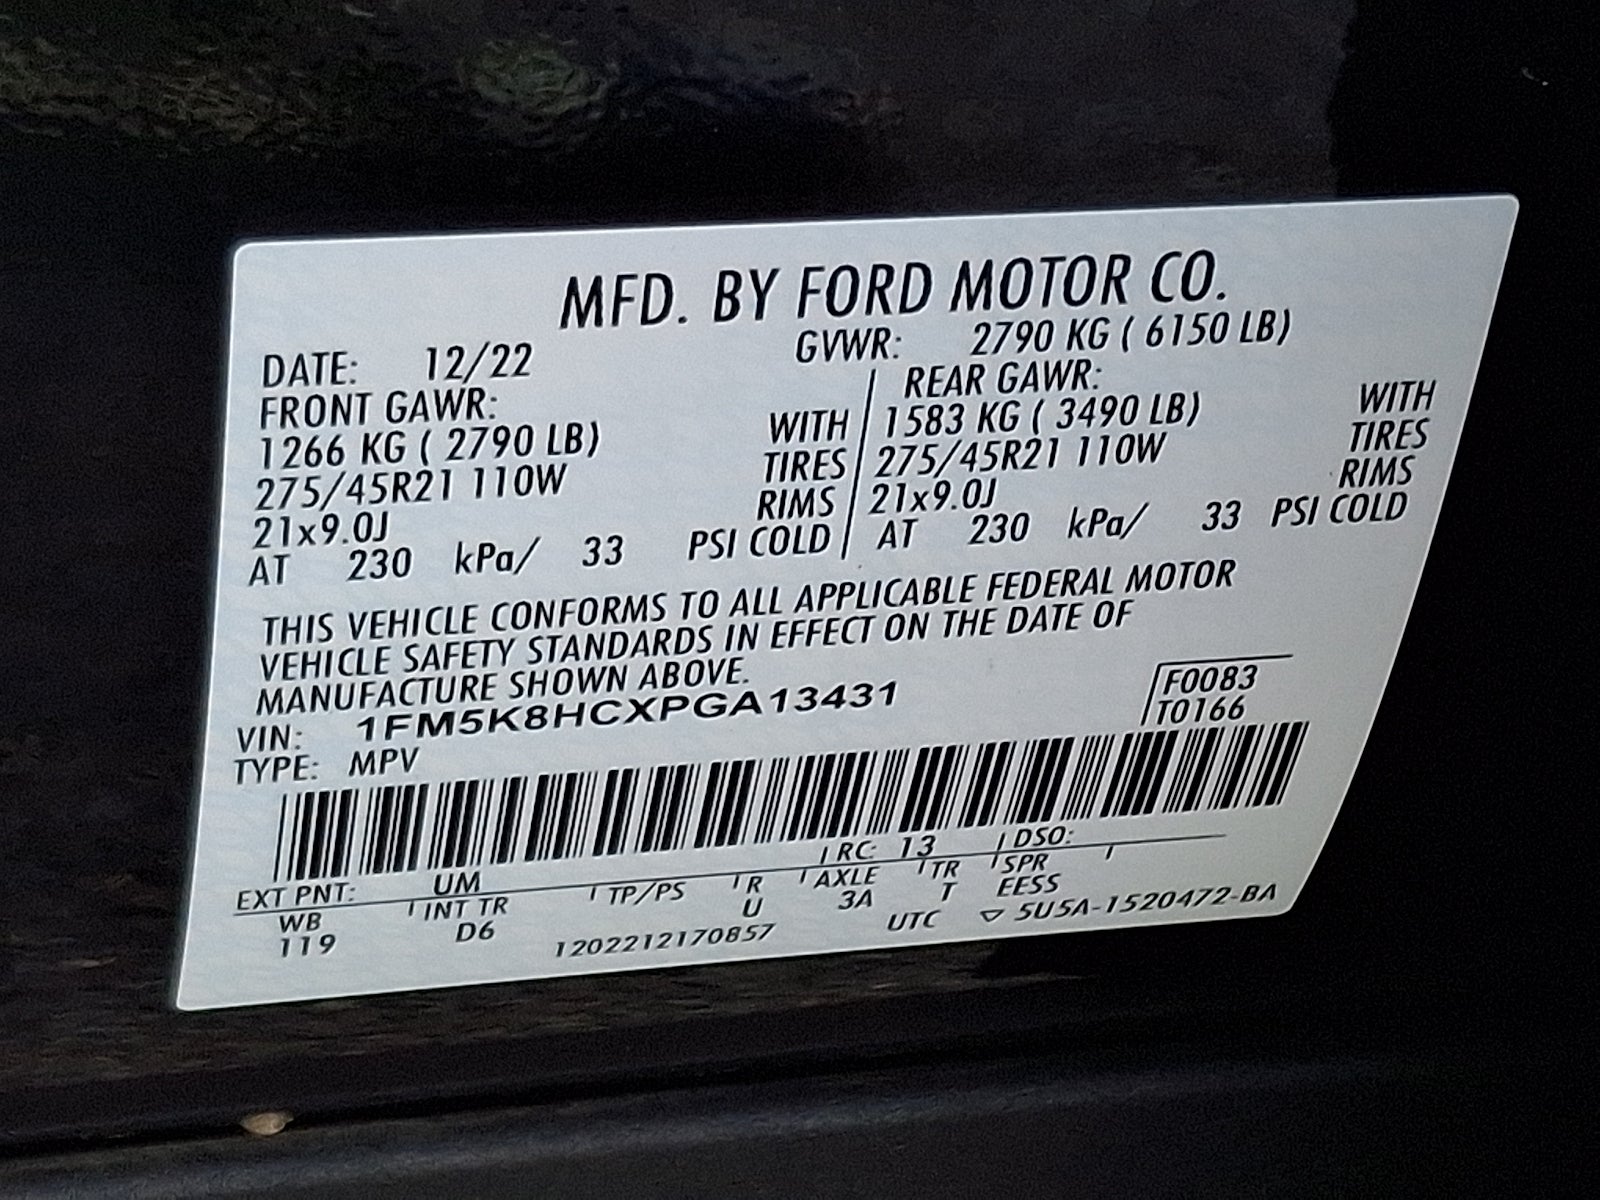 MFD. BY FORD MOTOR CO.
DATE: 12/22 GVWR: 2790 KG ( 6150 LB)
FRONT GAWR: REAR GAWR:
1266 KG ( 2790 LB) WITH 1583 KG ( 3490 LB) WITH
275/45R21 110W TIRES 275/45R21 110W TIRES
21x9.0J RIMS 21x9.0J RIMS
AT 230 kPa/ 33 PSI COLD AT 230 kPa/ 33 PSI COLD
THIS VEHICLE CONFORMS TO ALL APPLICABLE FEDERAL MOTOR
VEHICLE SAFETY STANDARDS IN EFFECT ON THE DATE OF
MANUFACTURE SHOWN ABOVE.
VIN: 1FM5K8HCXPGA13431 F0083
TYPE: MPV T0166
EXT PNT: UM RC: 13 DSO:
WB INT TR TP/PS R AXLE TR SPR
119 D6 U 3A T EESS
1202212170857 UTC ▽ 5U5A-1520472-BA